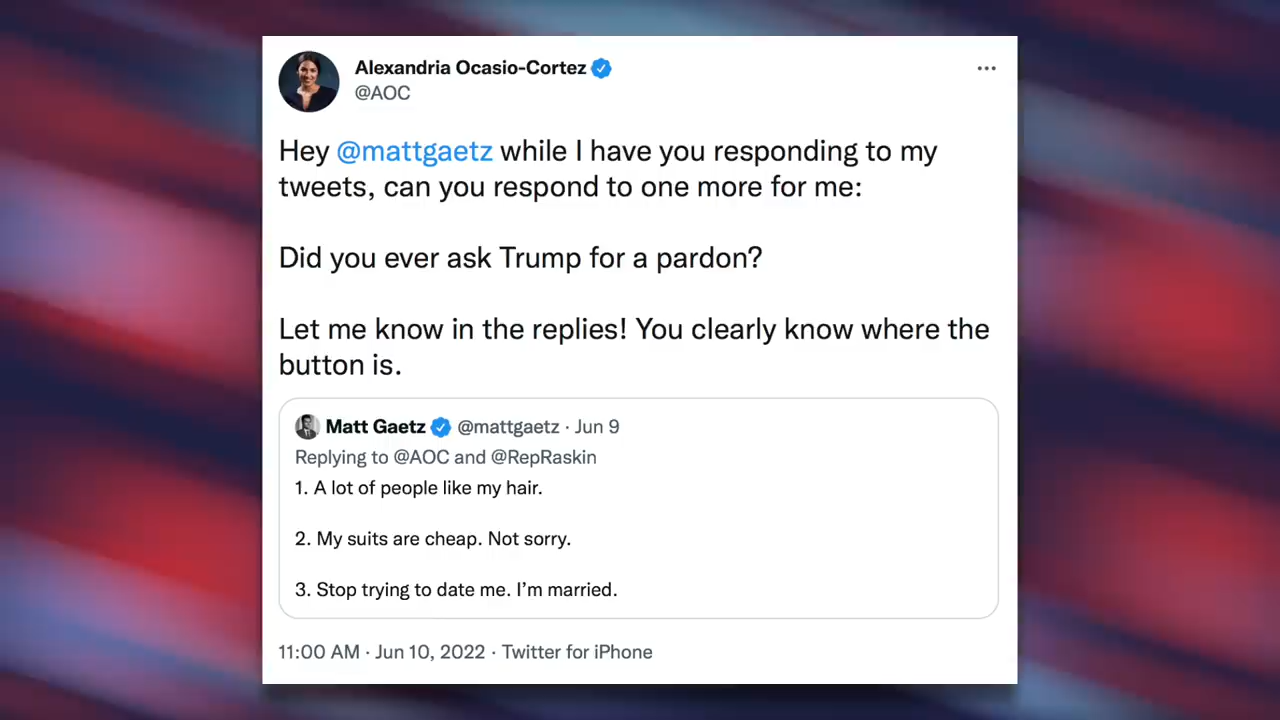 Alexandria Ocasio-Cortez
@AOC
Hey @mattgaetz while I have you responding to my
tweets, can you respond to one more for me:
Did you ever ask Trump for a pardon?
Let me know in the replies! You clearly know where the
button is.
Matt Gaetz @mattgaetz · Jun 9
Replying to @AOC and @RepRaskin
1. A lot of people like my hair.
2. My suits are cheap. Not sorry.
3. Stop trying to date me. I’m married.
11:00 AM · Jun 10, 2022 · Twitter for iPhone